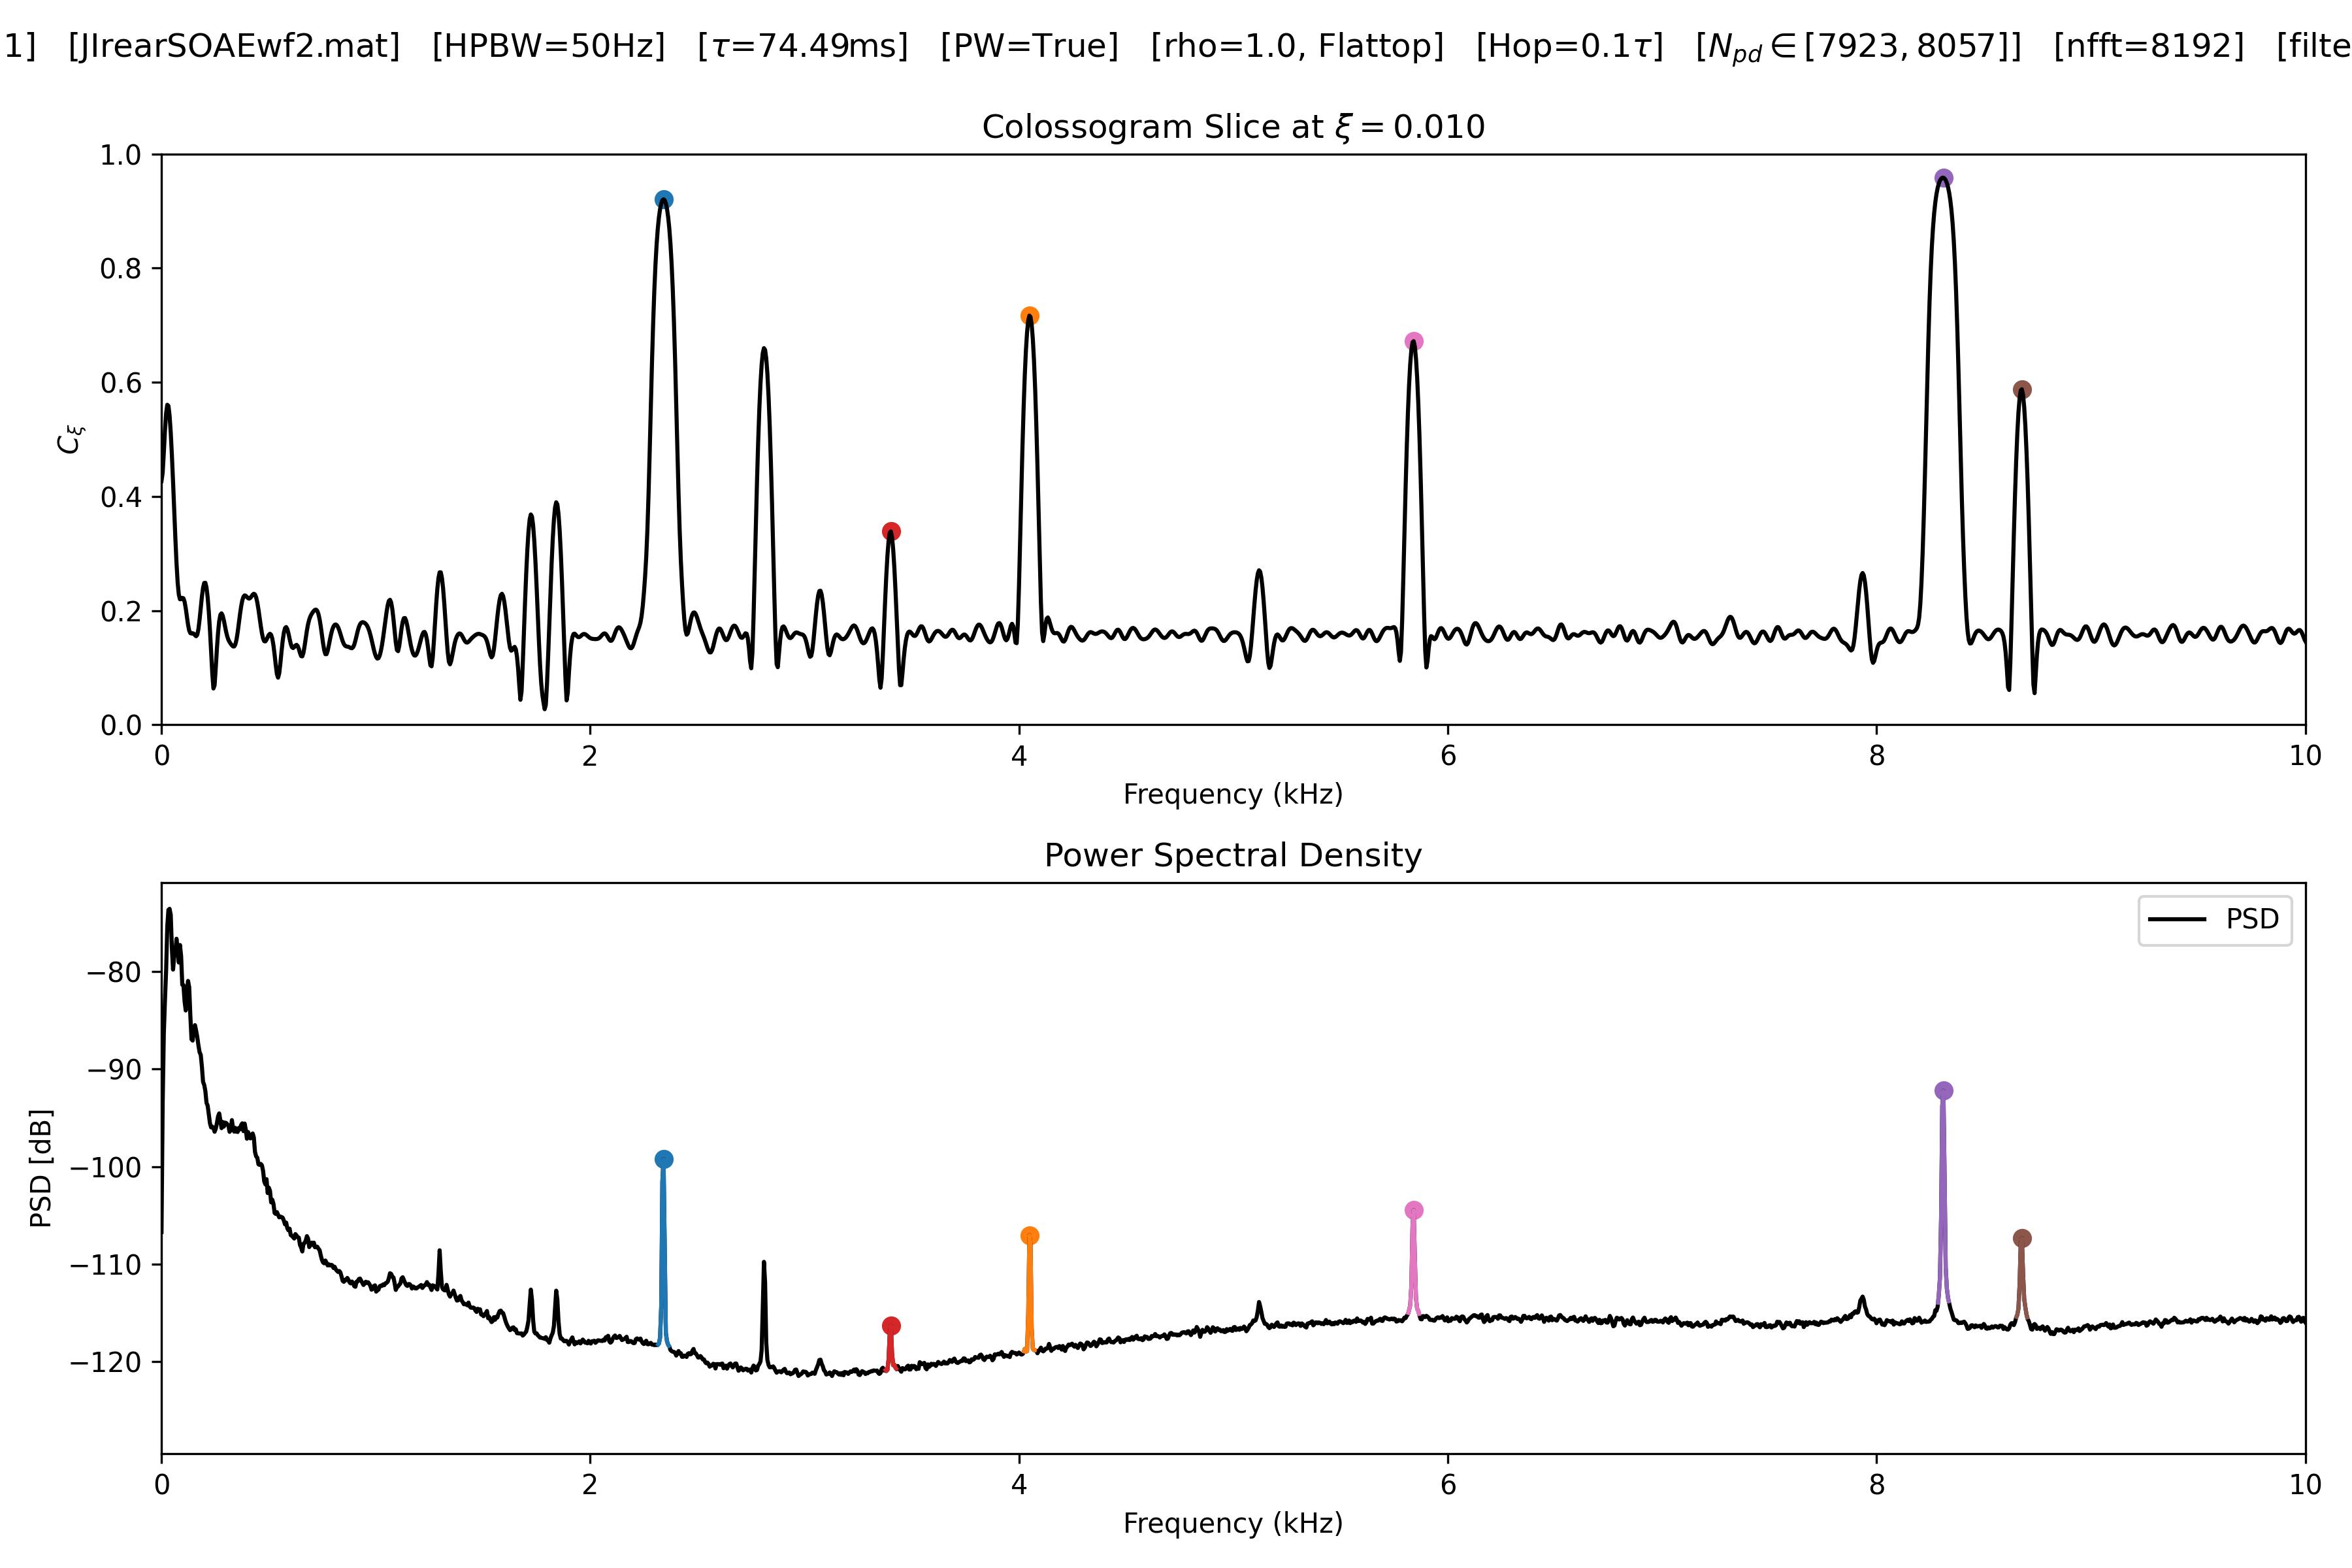 1] [JIrearSOAEwf2.mat] [HPBW=50Hz] [τ=74.49ms] [PW=True] [rho=1.0, Flattop] [Hop=0.1τ] [N_pd ∈ [7923, 8057]] [nfft=8192] [filte
Colossogram Slice at ξ = 0.010
1.0
0.8
0.6
0.4
0.2
0.0
C_ξ
0 2 4 6 8 10
Frequency (kHz)
Power Spectral Density
PSD
−80
−90
−100
−110
−120
PSD [dB]
0 2 4 6 8 10
Frequency (kHz)